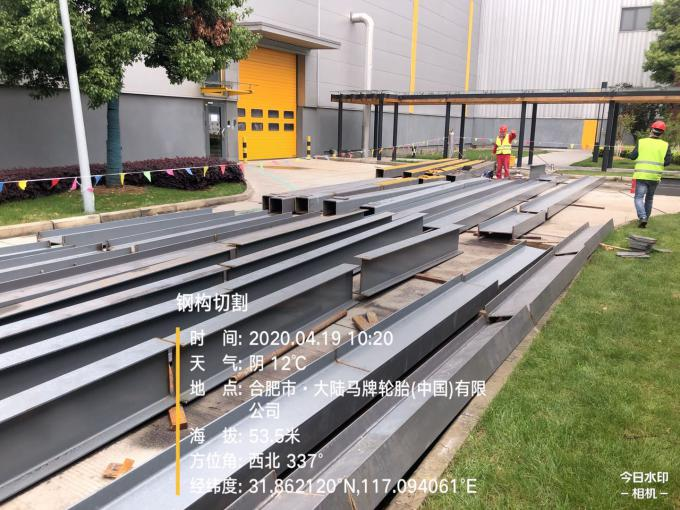 钢构切割
时 间: 2020.04.19 10:20
天 气: 阴 12℃
地 点: 合肥市·大陆马牌轮胎(中国)有限
公司
海 拔: 53.5米
方位角: 西北 337°
经纬度: 31.862120°N,117.094061°E
今日水印
- 相机 -